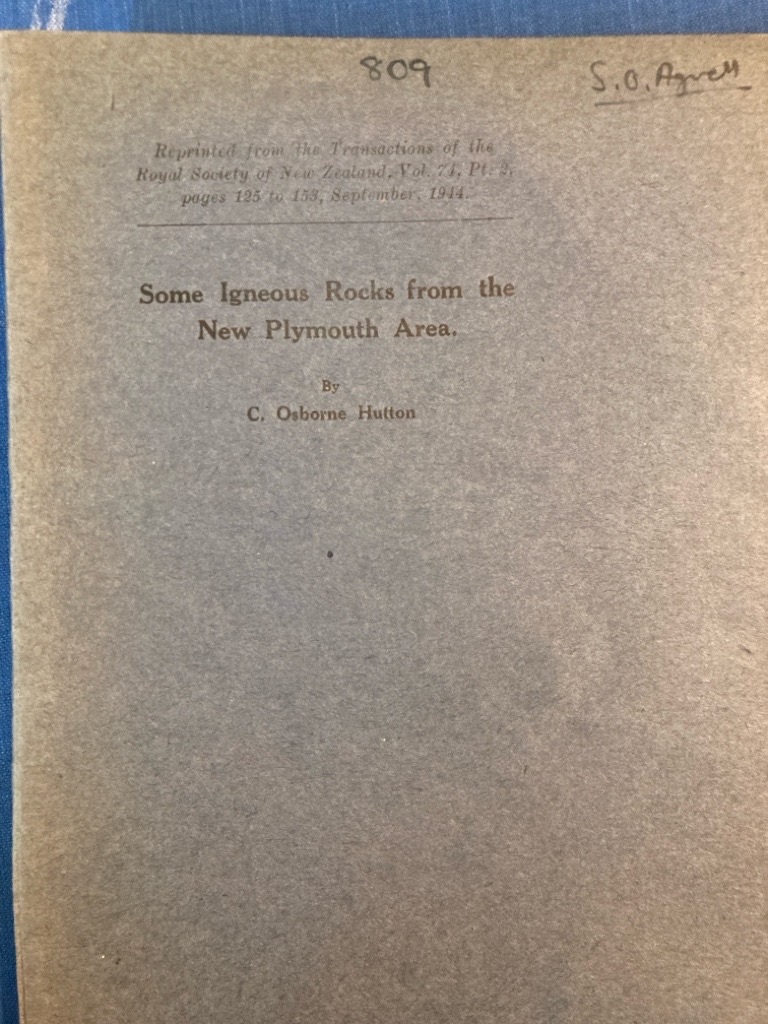 809
S. O. Agrell
Reprinted from the Transactions of the
Royal Society of New Zealand, Vol. 74, Pt. 2,
pages 125 to 153, September, 1944.
Some Igneous Rocks from the
New Plymouth Area.
By
C. Osborne Hutton